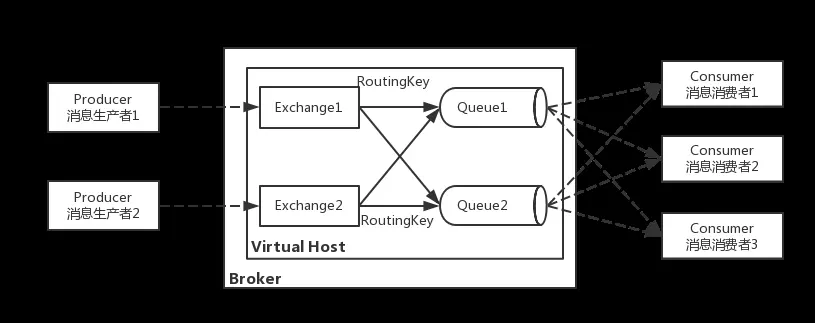 Producer
消息生产者1
Producer
消息生产者2
RoutingKey
Exchange1
Queue1
Exchange2
Queue2
RoutingKey
Virtual Host
Broker
Consumer
消息消费者1
Consumer
消息消费者2
Consumer
消息消费者3